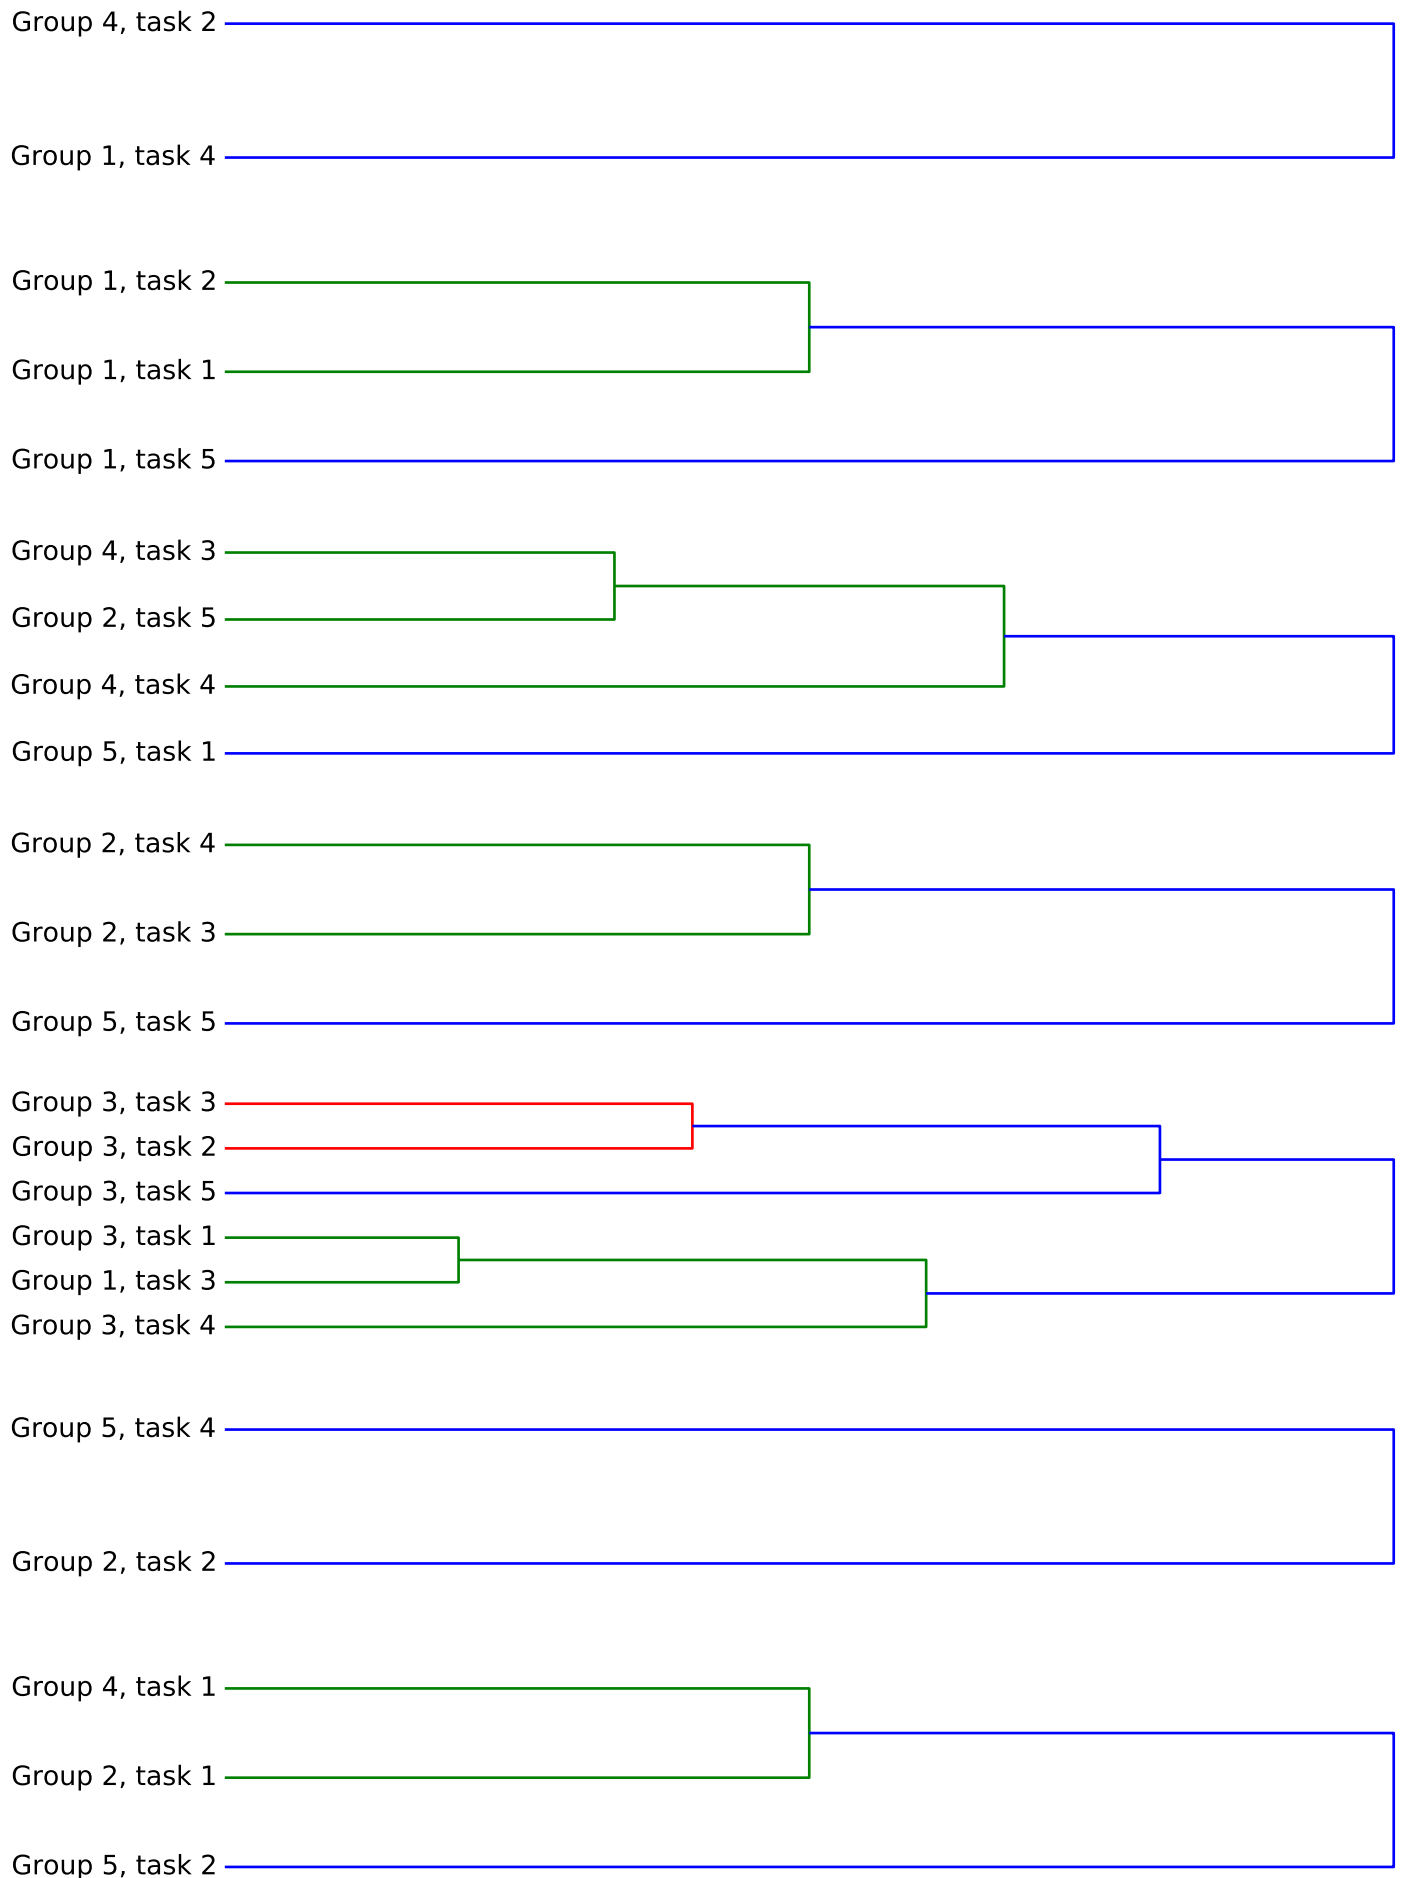 Group 4, task 2
Group 1, task 4
Group 1, task 2
Group 1, task 1
Group 1, task 5
Group 4, task 3
Group 2, task 5
Group 4, task 4
Group 5, task 1
Group 2, task 4
Group 2, task 3
Group 5, task 5
Group 3, task 3
Group 3, task 2
Group 3, task 5
Group 3, task 1
Group 1, task 3
Group 3, task 4
Group 5, task 4
Group 2, task 2
Group 4, task 1
Group 2, task 1
Group 5, task 2